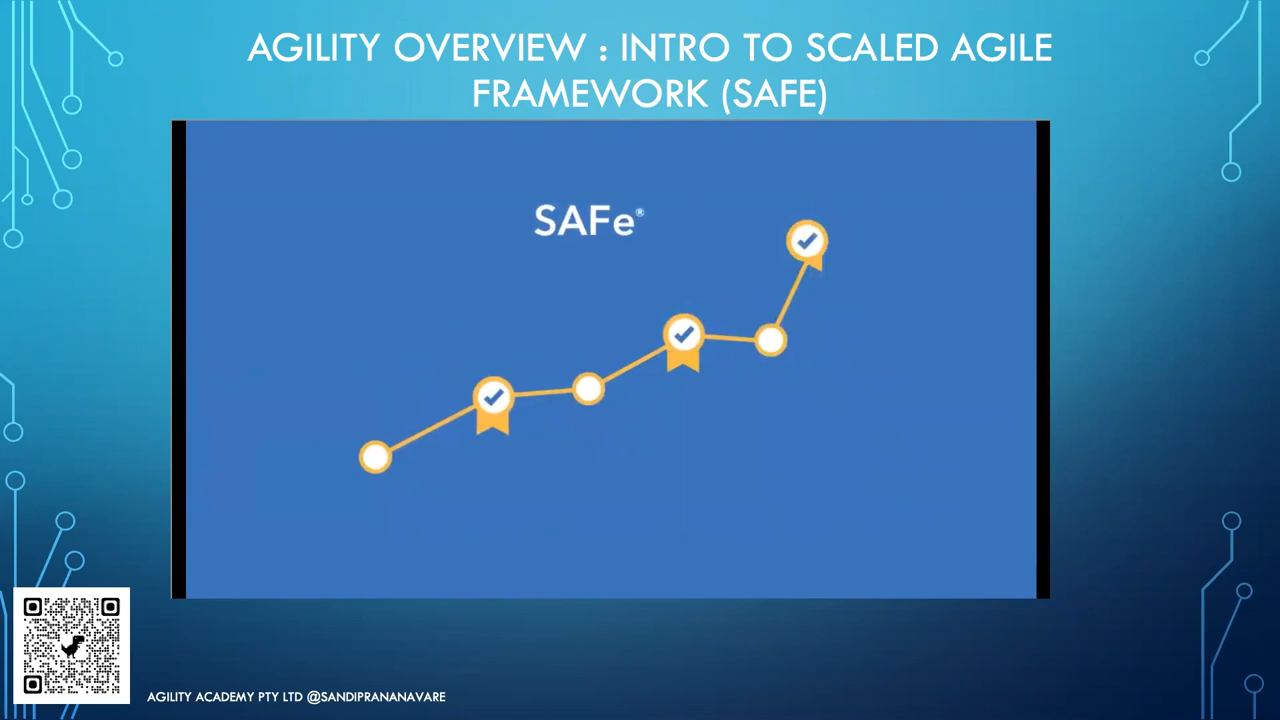 AGILITY OVERVIEW : INTRO TO SCALED AGILE
FRAMEWORK (SAFE)
SAFe®
AGILITY ACADEMY PTY LTD @SANDIPRANANAVARE